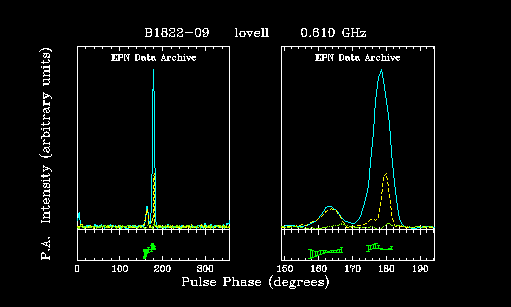 B1822-09 lovell 0.610 GHz
EPN Data Archive EPN Data Archive
P.A. Intensity (arbitrary units)
0 100 200 300 150 160 170 180 190
Pulse Phase (degrees)